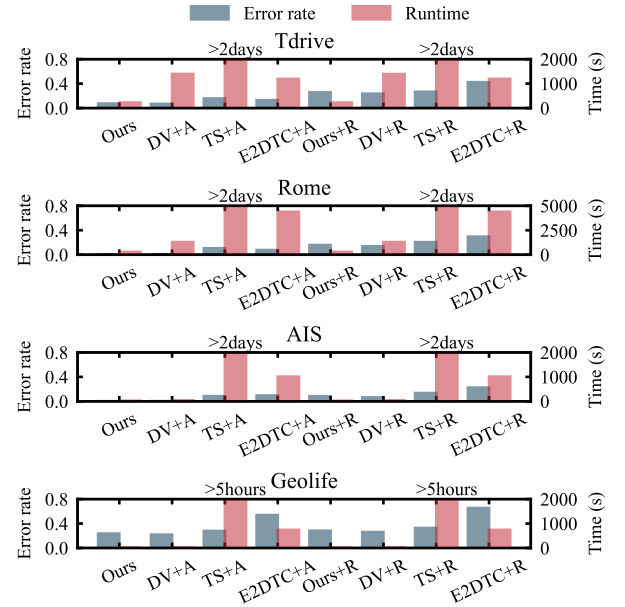 Error rate Runtime
Tdrive
>2days >2days
Error rate
0.8
0.4
0.0
2000
1000
0
Time (s)
Ours DV+A TS+A E2DTC+A Ours+R DV+R TS+R E2DTC+R
Rome
>2days >2days
Error rate
0.8
0.0
5000
2500
0
Time (s)
Ours DV+A TS+A E2DTC+A Ours+R DV+R TS+R E2DTC+R
AIS
>2days >2days
Error rate
0.8
0.4
0.0
2000
1000
0
Time (s)
Ours DV+A TS+A E2DTC+A Ours+R DV+R TS+R E2DTC+R
Geolife
>5hours >5hours
Error rate
0.8
0.4
0.0
2000
1000
0
Time (s)
Ours DV+A TS+A E2DTC+A Ours+R DV+R TS+R E2DTC+R